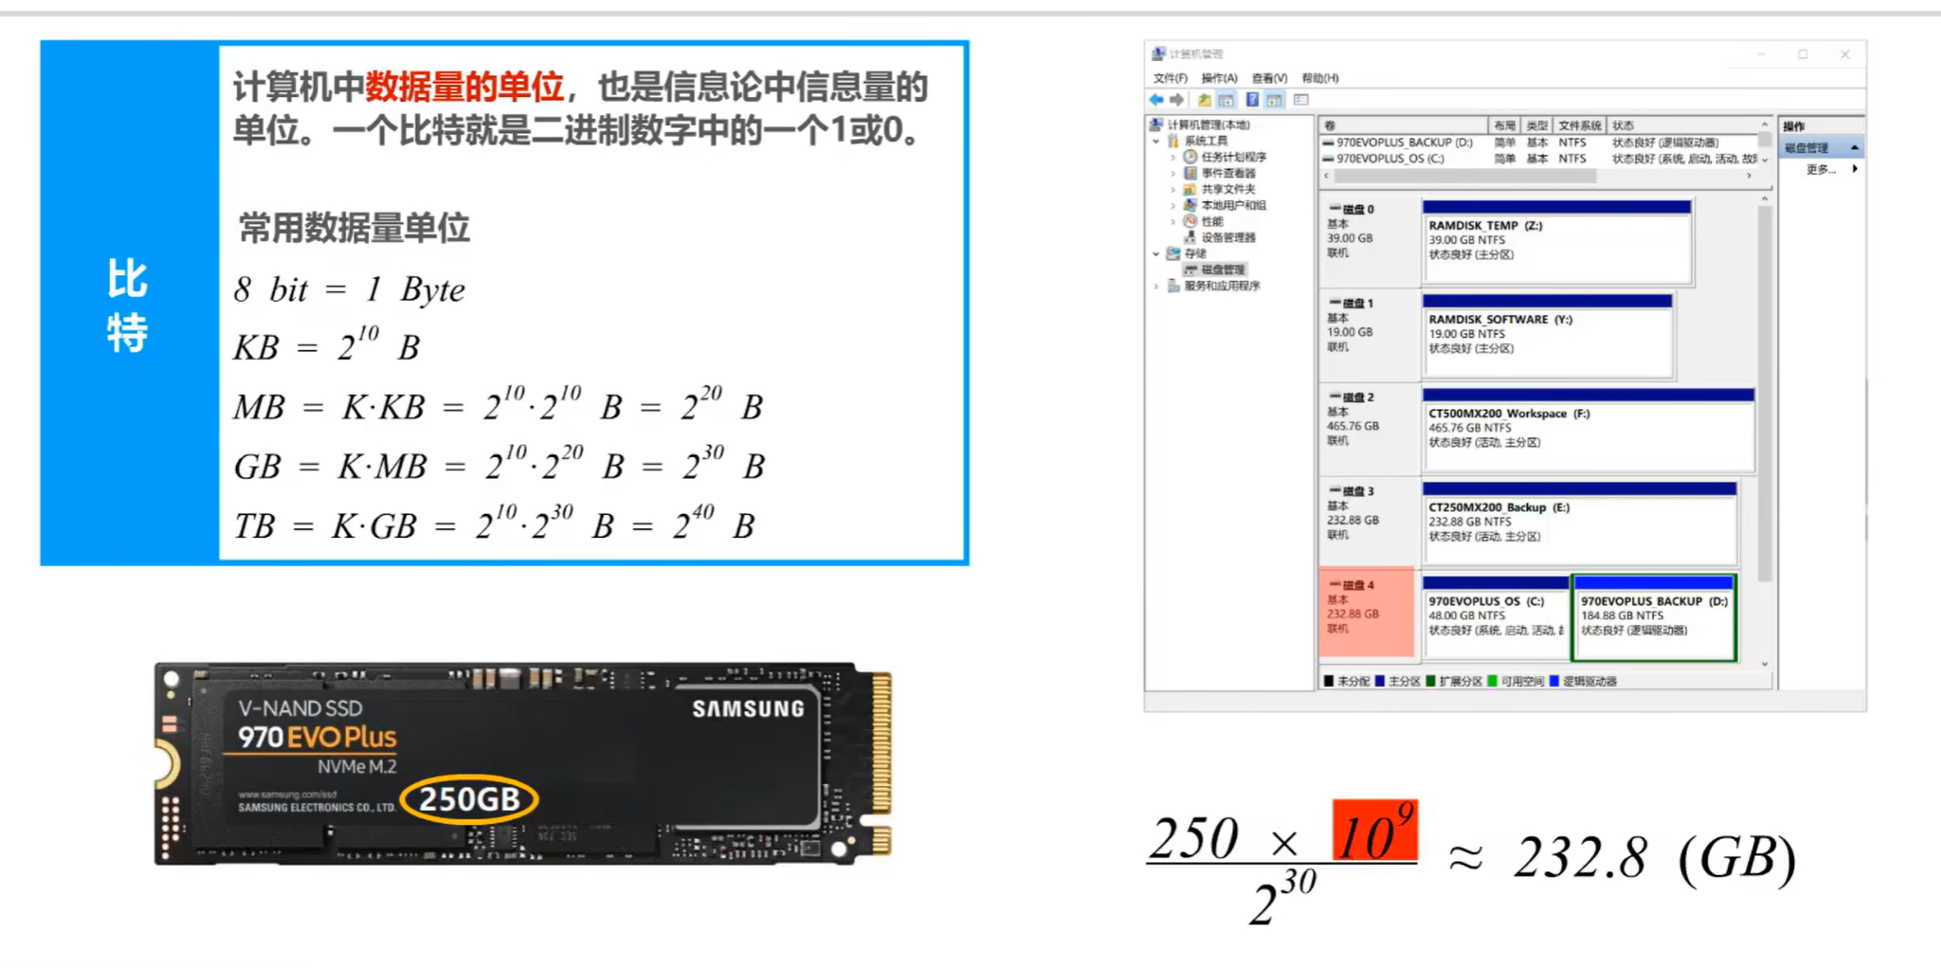 比
特
计算机中数据量的单位，也是信息论中信息量的
单位。一个比特就是二进制数字中的一个1或0。
常用数据量单位
8 bit = 1 Byte
KB = 2^10 B
MB = K·KB = 2^10·2^10 B = 2^20 B
GB = K·MB = 2^10·2^20 B = 2^30 B
TB = K·GB = 2^10·2^30 B = 2^40 B
V-NAND SSD
970 EVO Plus
NVMe M.2
www.samsung.com/ssd
SAMSUNG ELECTRONICS CO., LTD.
250GB
SAMSUNG
计算机管理
文件(F) 操作(A) 查看(V) 帮助(H)
计算机管理(本地)
系统工具
任务计划程序
事件查看器
共享文件夹
本地用户和组
性能
设备管理器
存储
磁盘管理
服务和应用程序
卷 布局 类型 文件系统 状态
970EVOPLUS_BACKUP (D:) 简单 基本 NTFS 状态良好 (逻辑驱动器)
970EVOPLUS_OS (C:) 简单 基本 NTFS 状态良好 (系统, 启动, 活动, 故
磁盘 0
基本
39.00 GB
联机
RAMDISK_TEMP (Z:)
39.00 GB NTFS
状态良好 (主分区)
磁盘 1
基本
19.00 GB
联机
RAMDISK_SOFTWARE (Y:)
19.00 GB NTFS
状态良好 (主分区)
磁盘 2
基本
465.76 GB
联机
CT500MX200_Workspace (F:)
465.76 GB NTFS
状态良好 (活动, 主分区)
磁盘 3
基本
232.88 GB
联机
CT250MX200_Backup (E:)
232.88 GB NTFS
状态良好 (活动, 主分区)
磁盘 4
基本
232.88 GB
联机
970EVOPLUS_OS (C:)
48.00 GB NTFS
状态良好 (系统, 启动, 活动,
970EVOPLUS_BACKUP (D:)
184.88 GB NTFS
状态良好 (逻辑驱动器)
未分配 主分区 扩展分区 可用空间 逻辑驱动器
操作
磁盘管理
更多...
250 × 10^9 / 2^30 ≈ 232.8 (GB)